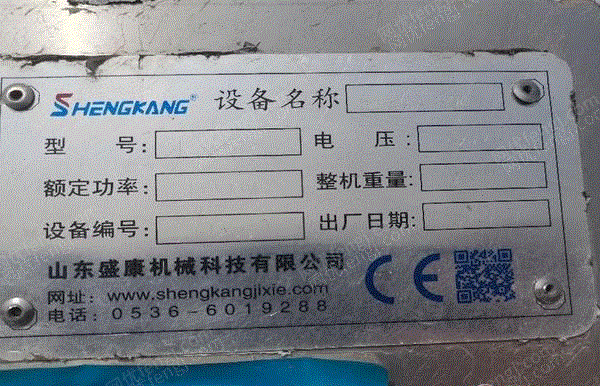 SHENGKANG® 设备名称
型 号: 电 压:
额定功率: 整机重量:
设备编号: 出厂日期:
山东盛康机械科技有限公司 CE
网址: www.shengkangjixie.com
电话: 0536-6019288